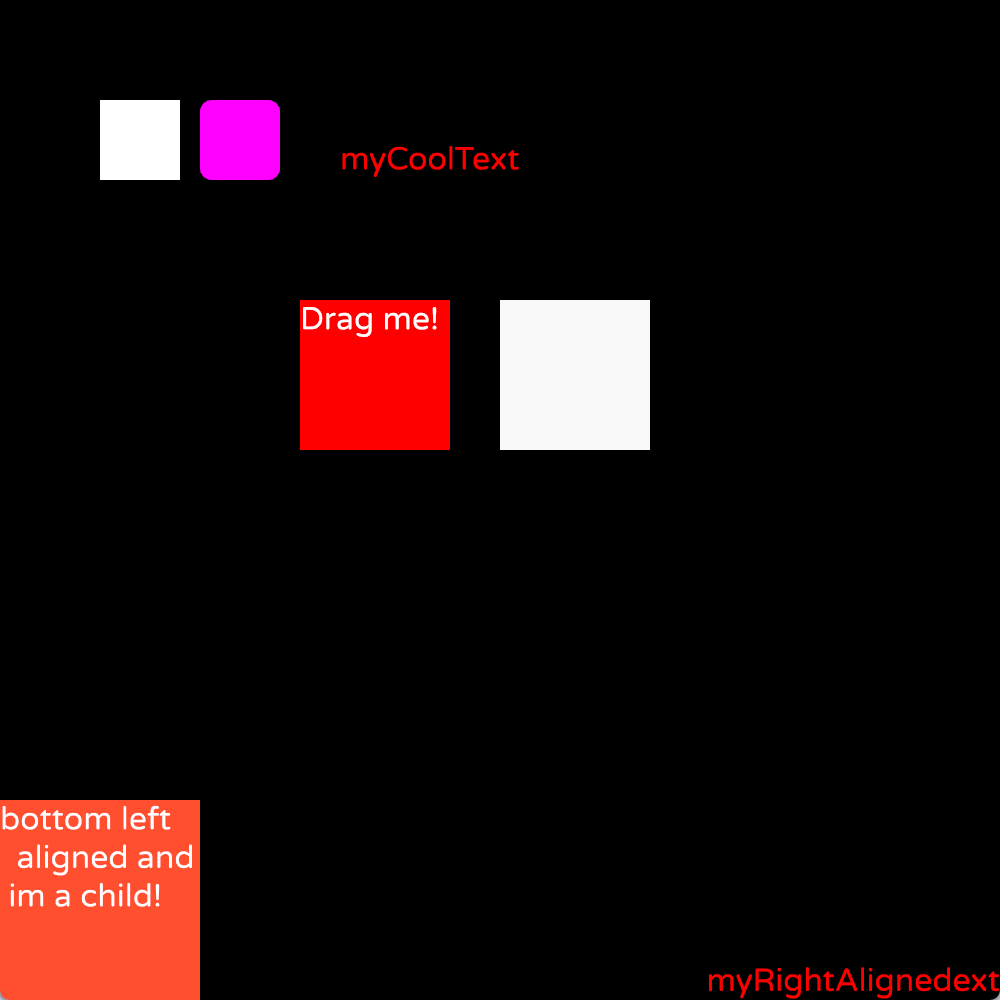 myCoolText
Drag me!
bottom left
aligned and
im a child!
myRightAlignedext